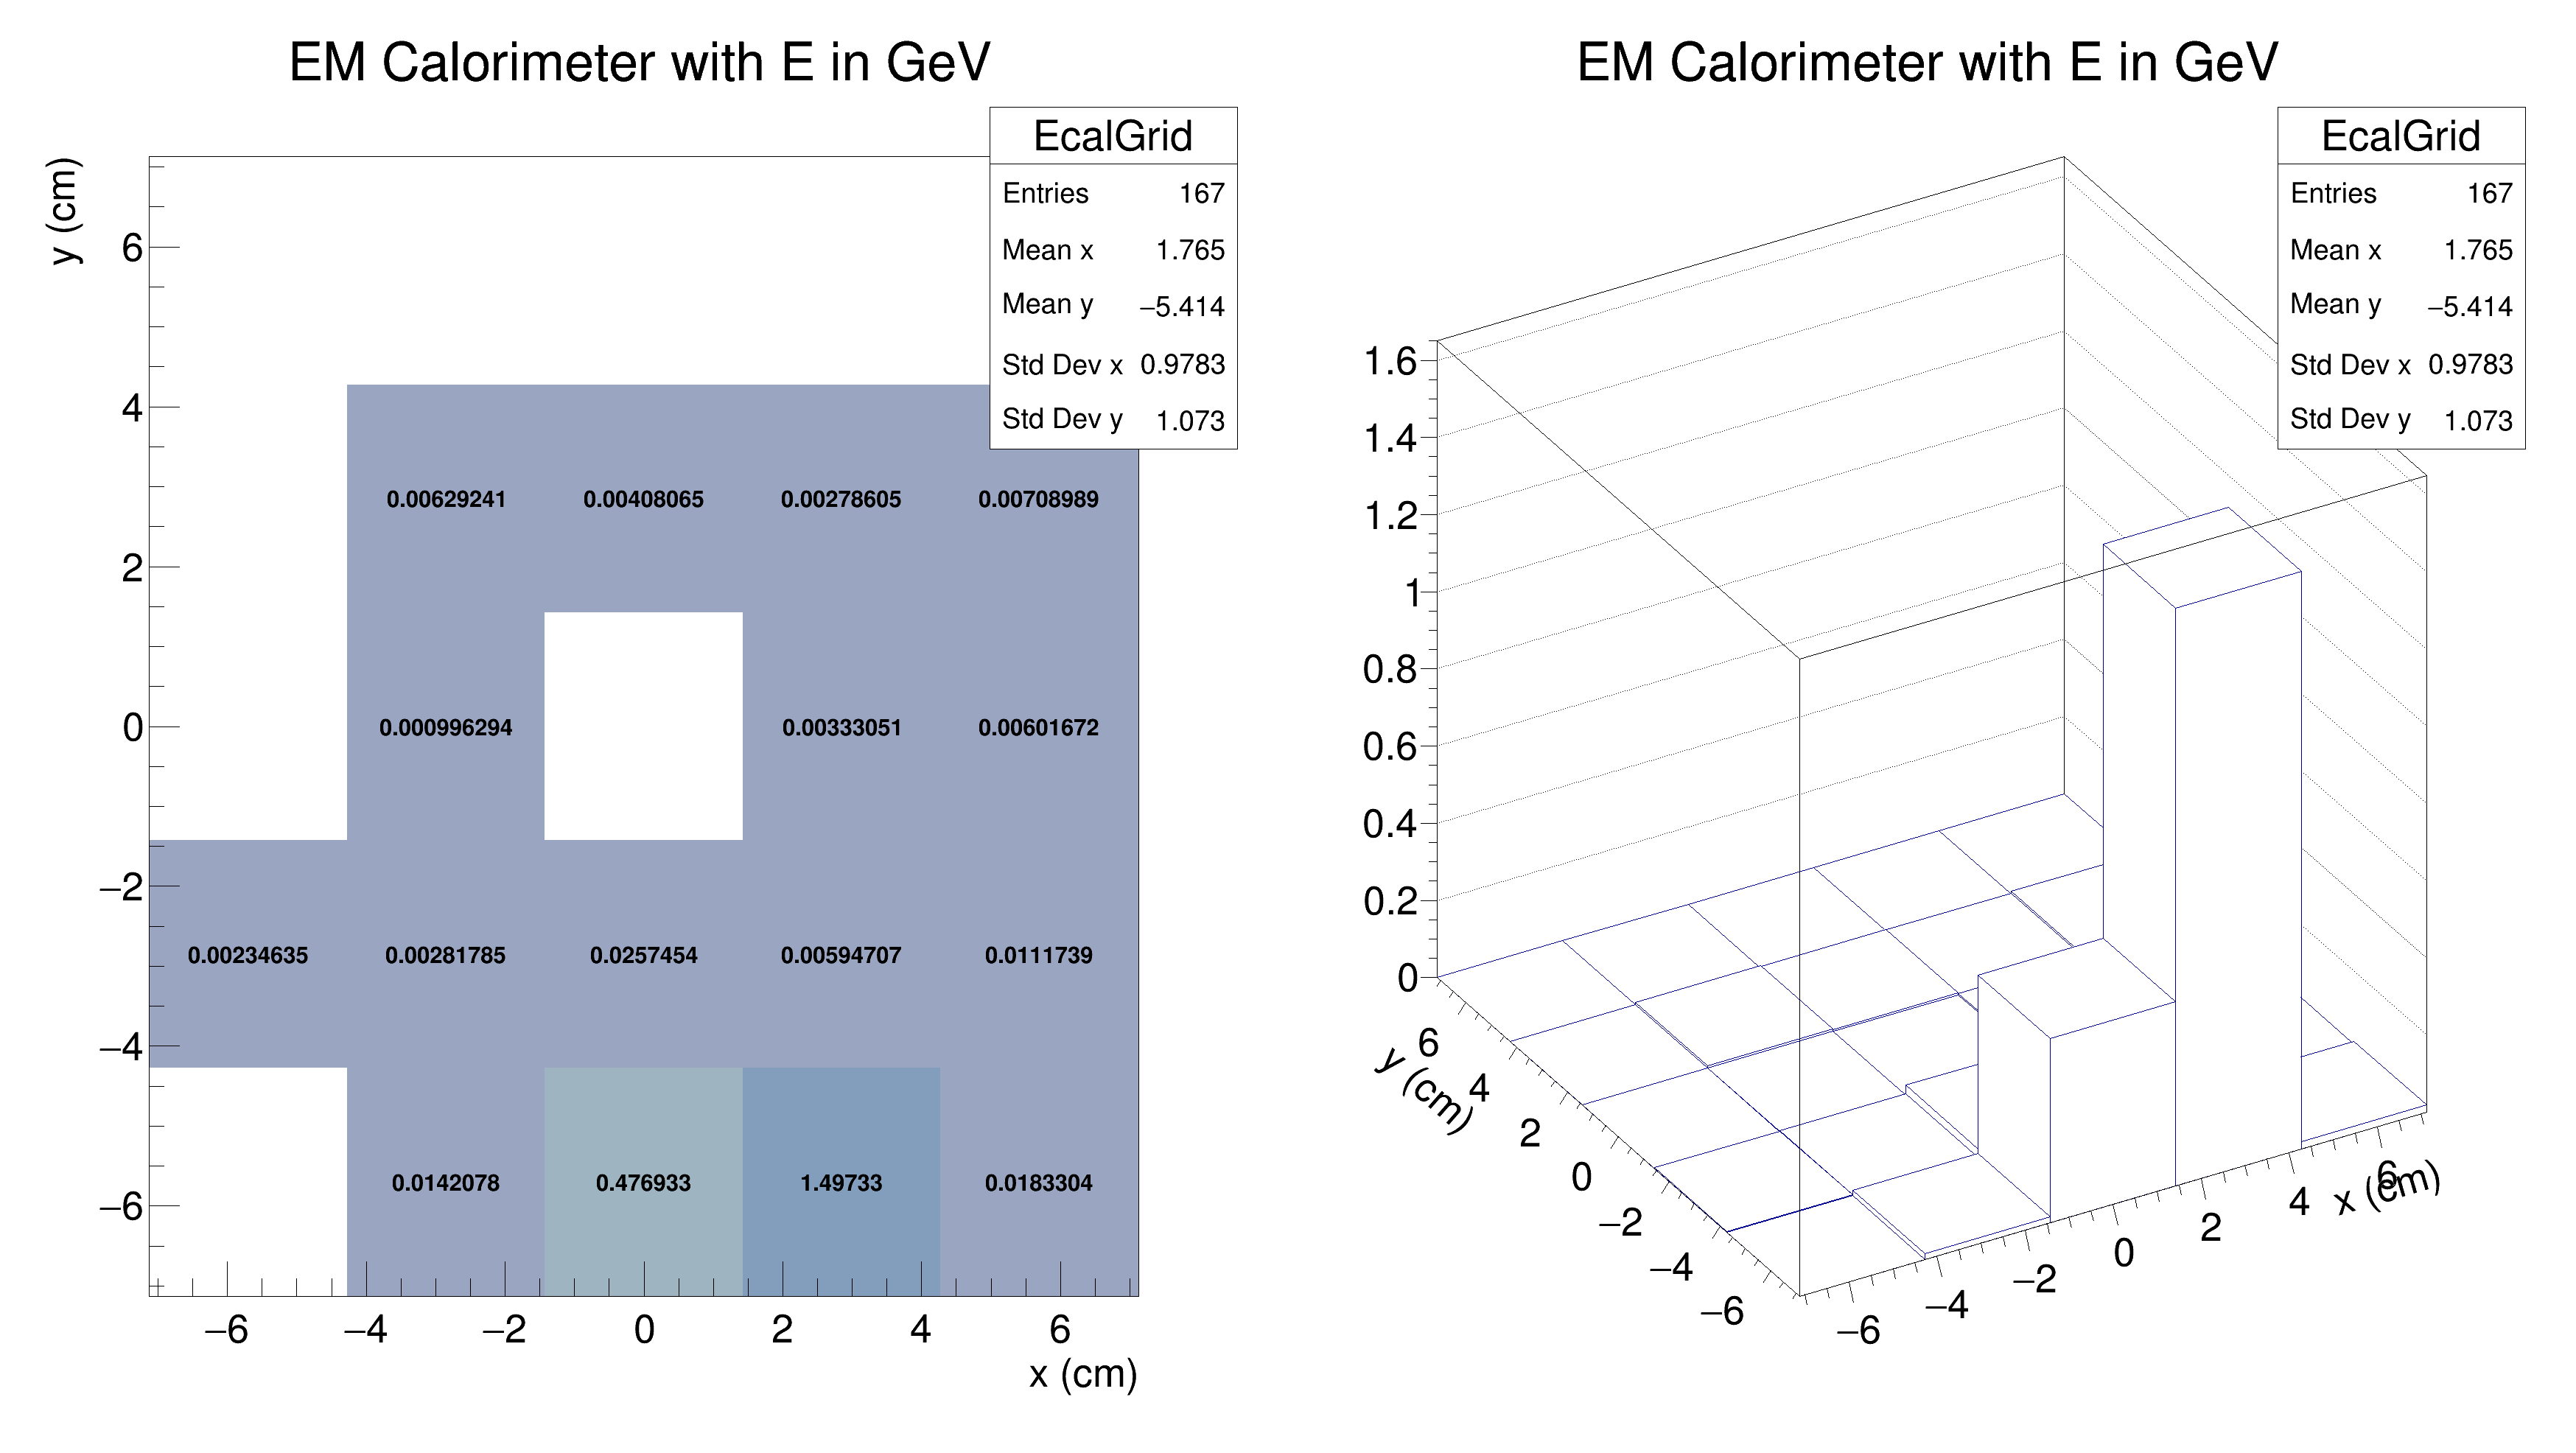 EM Calorimeter with E in GeV
EcalGrid
Entries 167
Mean x 1.765
Mean y −5.414
Std Dev x 0.9783
Std Dev y 1.073
y (cm)
6
4
2
0
−2
−4
−6
0.00629241 0.00408065 0.00278605 0.00708989
0.000996294 0.00333051 0.00601672
0.00234635 0.00281785 0.0257454 0.00594707 0.0111739
0.0142078 0.476933 1.49733 0.0183304
−6 −4 −2 0 2 4 6
x (cm)
EM Calorimeter with E in GeV
EcalGrid
Entries 167
Mean x 1.765
Mean y −5.414
Std Dev x 0.9783
Std Dev y 1.073
1.6
1.4
1.2
1
0.8
0.6
0.4
0.2
0
y (cm)
6
4
2
0
−2
−4
−6
−6 −4 −2 0 2 4 6
x (cm)